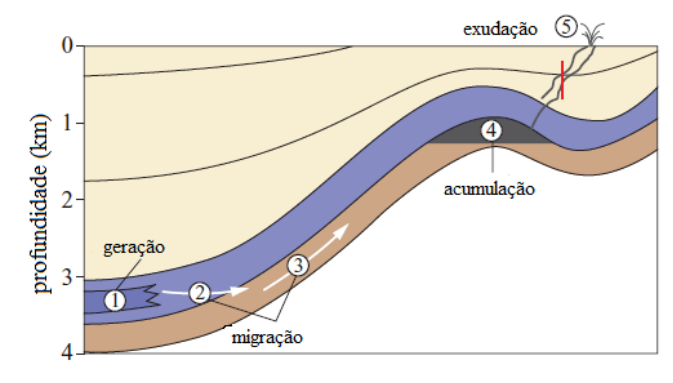 exudação 5
0
1
4
profundidade (km)
acumulação
2
geração
3
3
1
2
migração
4